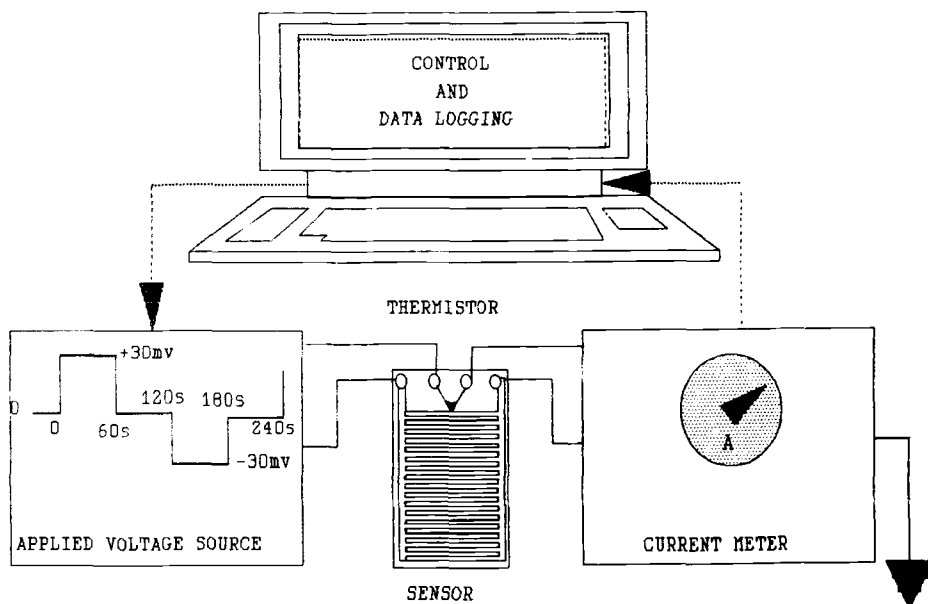 CONTROL
AND
DATA LOGGING
THERMISTOR
+30mv
0
120s 180s
0 60s 240s
-30mv
A
APPLIED VOLTAGE SOURCE
CURRENT METER
SENSOR